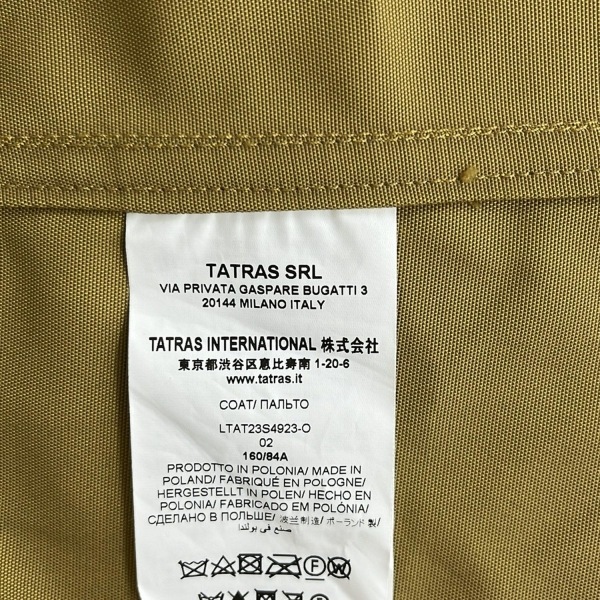 TATRAS SRL
VIA PRIVATA GASPARE BUGATTI 3
20144 MILANO ITALY
TATRAS INTERNATIONAL 株式会社
東京都渋谷区恵比寿南 1-20-6
www.tatras.it
COAT/ ПАЛЬТО
LTAT23S4923-O
02
160/84A
PRODOTTO IN POLONIA/ MADE IN
POLAND/ FABRIQUÉ EN POLOGNE/
HERGESTELLT IN POLEN/ HECHO EN
POLONIA/ FABRICADO EM POLÓNIA/
СДЕЛАНО В ПОЛЬШЕ/ 波兰制造/ ポーランド製/
صنع في بولندا
F W